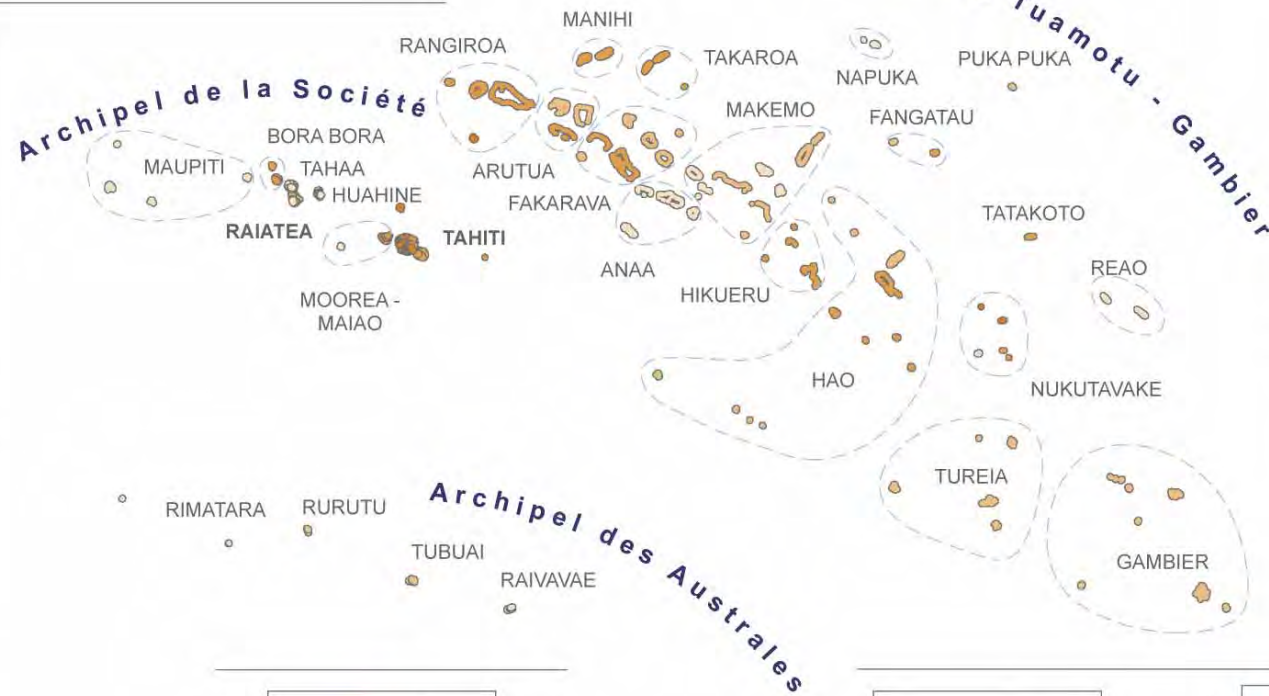 MANIHI
RANGIROA
TAKAROA
NAPUKA
PUKA PUKA
Tuamotu - Gambier
Archipel de la Société
MAKEMO
FANGATAU
BORA BORA
MAUPITI
TAHAA
ARUTUA
HUAHINE
FAKARAVA
TATAKOTO
RAIATEA
TAHITI
ANAA
REAO
HIKUERU
MOOREA -
MAIAO
HAO
NUKUTAVAKE
TUREIA
Archipel des Australes
RIMATARA
RURUTU
TUBUAI
GAMBIER
RAIVAVAE